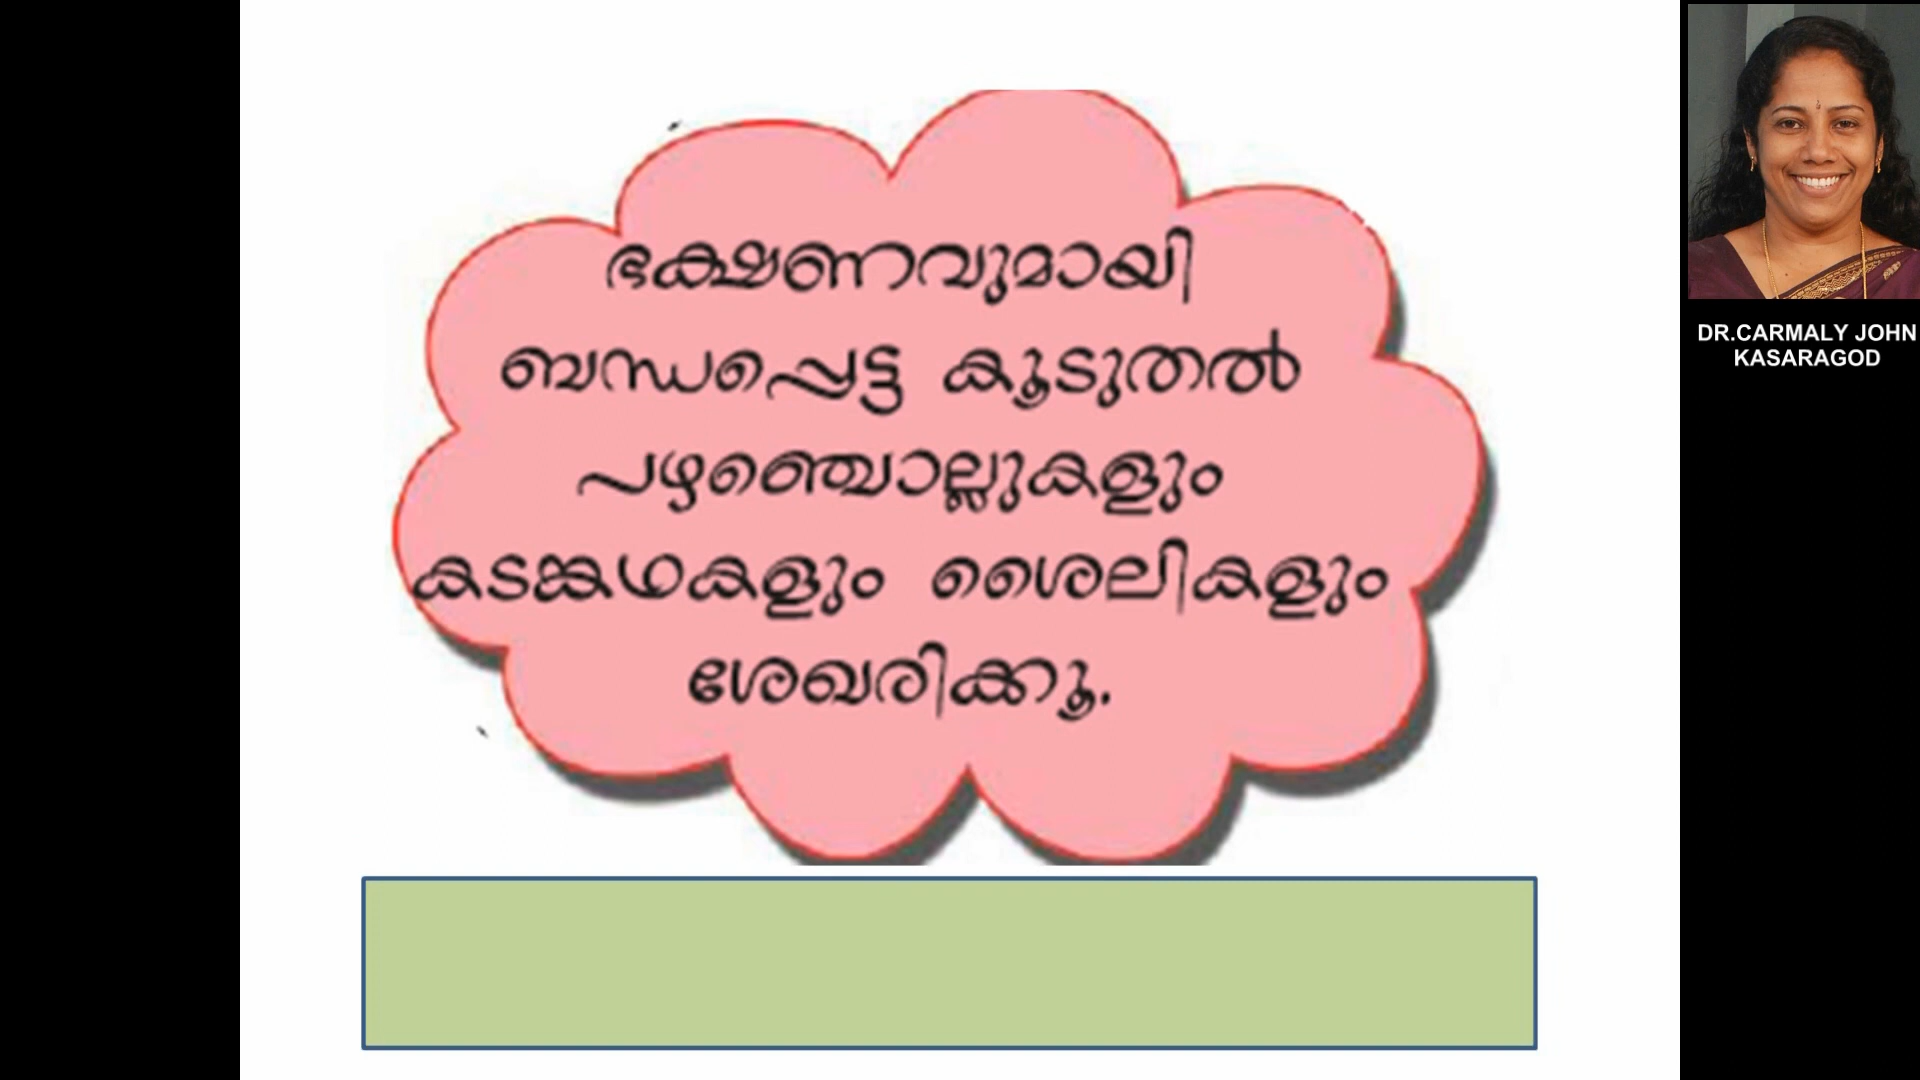 ഭക്ഷണവുമായി
ബന്ധപ്പെട്ട കൂടുതൽ
പഴഞ്ചൊല്ലുകളും
കടങ്കഥകളും ശൈലികളും
ശേഖരിക്കൂ.
DR.CARMALY JOHN
KASARAGOD